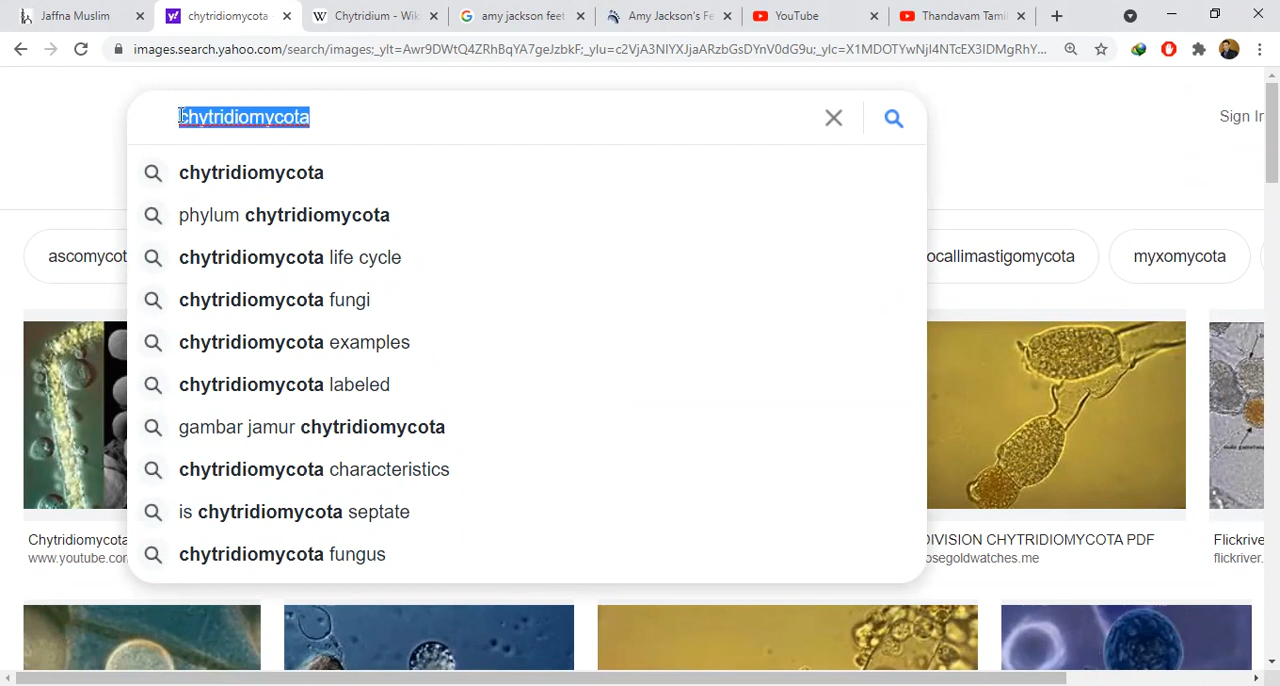 Jaffna Muslim
chytridiomycota
Chytridium - Wik
amy jackson feet
Amy Jackson's Fe
YouTube
Thandavam Tamil
images.search.yahoo.com/search/images;_ylt=Awr9DWtQ4ZRhBqYA7geJzbkF;_ylu=c2VjA3NlYXJjaARzbGsDYnV0dG9u;_ylc=X1MDOTYwNjI4NTcEX3IDMgRhY...
chytridiomycota
Sign In
chytridiomycota
phylum chytridiomycota
chytridiomycota life cycle
ascomycot
ocallimastigomycota
myxomycota
chytridiomycota fungi
chytridiomycota examples
chytridiomycota labeled
gambar jamur chytridiomycota
chytridiomycota characteristics
is chytridiomycota septate
chytridiomycota fungus
Chytridiomycota
www.youtube.con
DIVISION CHYTRIDIOMYCOTA PDF
osegoldwatches.me
Flickrive
flickriver.